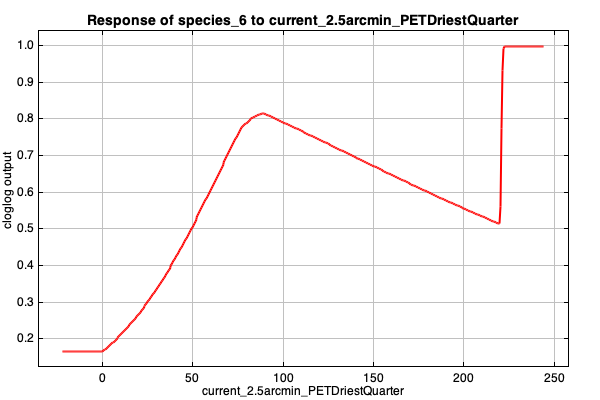 Response of species_6 to current_2.5arcmin_PETDriestQuarter
1.0
0.9
0.8
0.7
0.6
0.5
0.4
0.3
0.2
cloglog output
0 50 100 150 200 250
current_2.5arcmin_PETDriestQuarter